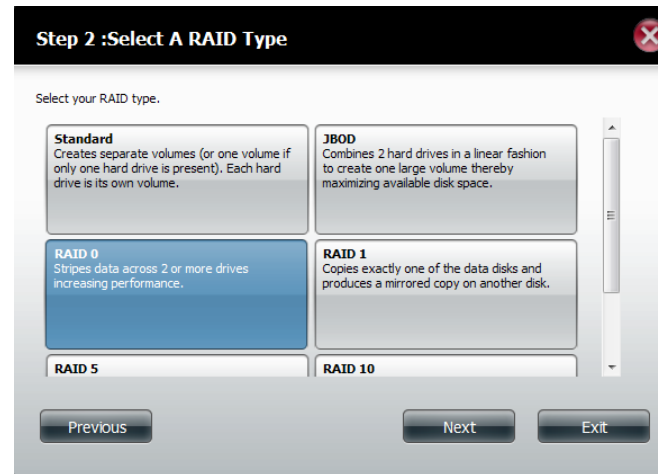 Step 2 :Select A RAID Type
Select your RAID type.
Standard
Creates separate volumes (or one volume if
only one hard drive is present). Each hard
drive is its own volume.
JBOD
Combines 2 hard drives in a linear fashion
to create one large volume thereby
maximizing available disk space.
RAID 0
Stripes data across 2 or more drives
increasing performance.
RAID 1
Copies exactly one of the data disks and
produces a mirrored copy on another disk.
RAID 5
RAID 10
Previous
Next
Exit